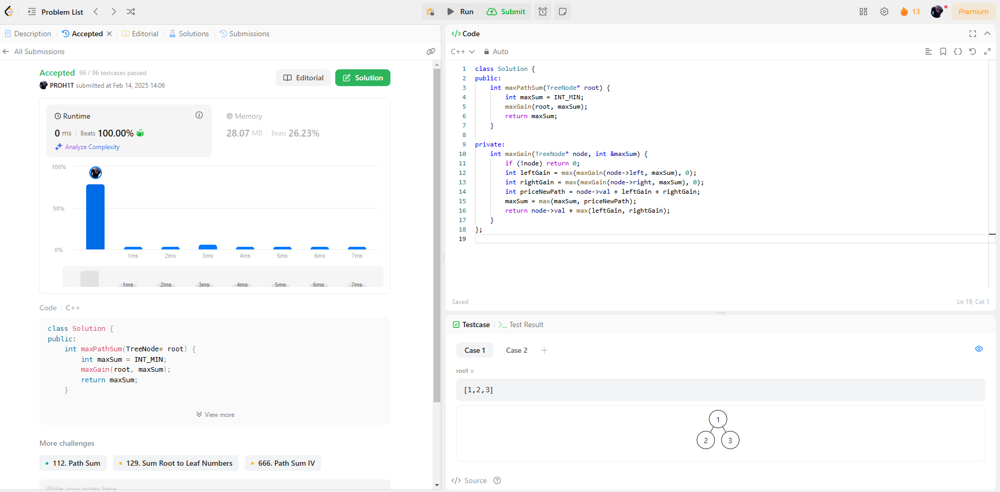 Problem List
Run
Submit
13
Premium
Description
Accepted
Editorial
Solutions
Submissions
All Submissions
Accepted 96 / 96 testcases passed
PROH1T submitted at Feb 14, 2025 14:06
Editorial
Solution
Runtime
0 ms Beats 100.00%
Analyze Complexity
Memory
28.07 MB Beats 26.23%
100%
50%
0%
1ms 2ms 3ms 4ms 5ms 6ms 7ms
1ms 2ms 3ms 4ms 5ms 6ms 7ms
Code C++
class Solution {
public:
    int maxPathSum(TreeNode* root) {
        int maxSum = INT_MIN;
        maxGain(root, maxSum);
        return maxSum;
    }
View more
More challenges
112. Path Sum
129. Sum Root to Leaf Numbers
666. Path Sum IV
Write your notes here
</> Code
C++
Auto
1 class Solution {
2 public:
3     int maxPathSum(TreeNode* root) {
4         int maxSum = INT_MIN;
5         maxGain(root, maxSum);
6         return maxSum;
7     }
8
9 private:
10     int maxGain(TreeNode* node, int &maxSum) {
11         if (!node) return 0;
12         int leftGain = max(maxGain(node->left, maxSum), 0);
13         int rightGain = max(maxGain(node->right, maxSum), 0);
14         int priceNewPath = node->val + leftGain + rightGain;
15         maxSum = max(maxSum, priceNewPath);
16         return node->val + max(leftGain, rightGain);
17     }
18 };
19
Saved
Ln 19, Col 1
Testcase
Test Result
Case 1
Case 2
root =
[1,2,3]
1
2 3
</> Source